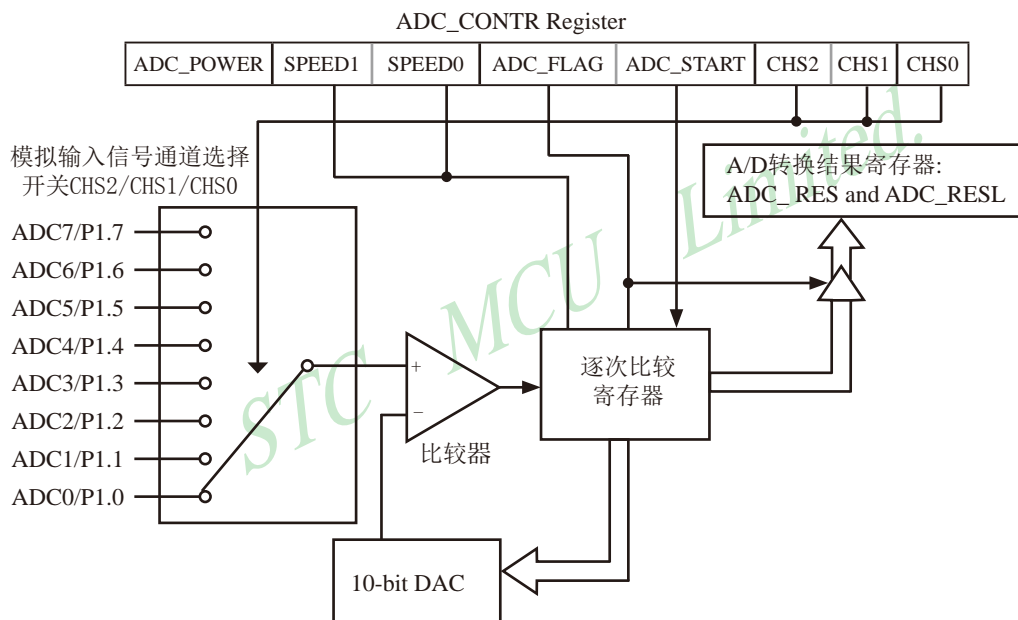 ADC_CONTR Register
ADC_POWER SPEED1 SPEED0 ADC_FLAG ADC_START CHS2 CHS1 CHS0
模拟输入信号通道选择
开关CHS2/CHS1/CHS0
A/D转换结果寄存器:
ADC_RES and ADC_RESL
ADC7/P1.7
ADC6/P1.6
ADC5/P1.5
ADC4/P1.4
ADC3/P1.3
ADC2/P1.2
ADC1/P1.1
ADC0/P1.0
+
−
比较器
逐次比较
寄存器
10-bit DAC
STC MCU Limited.